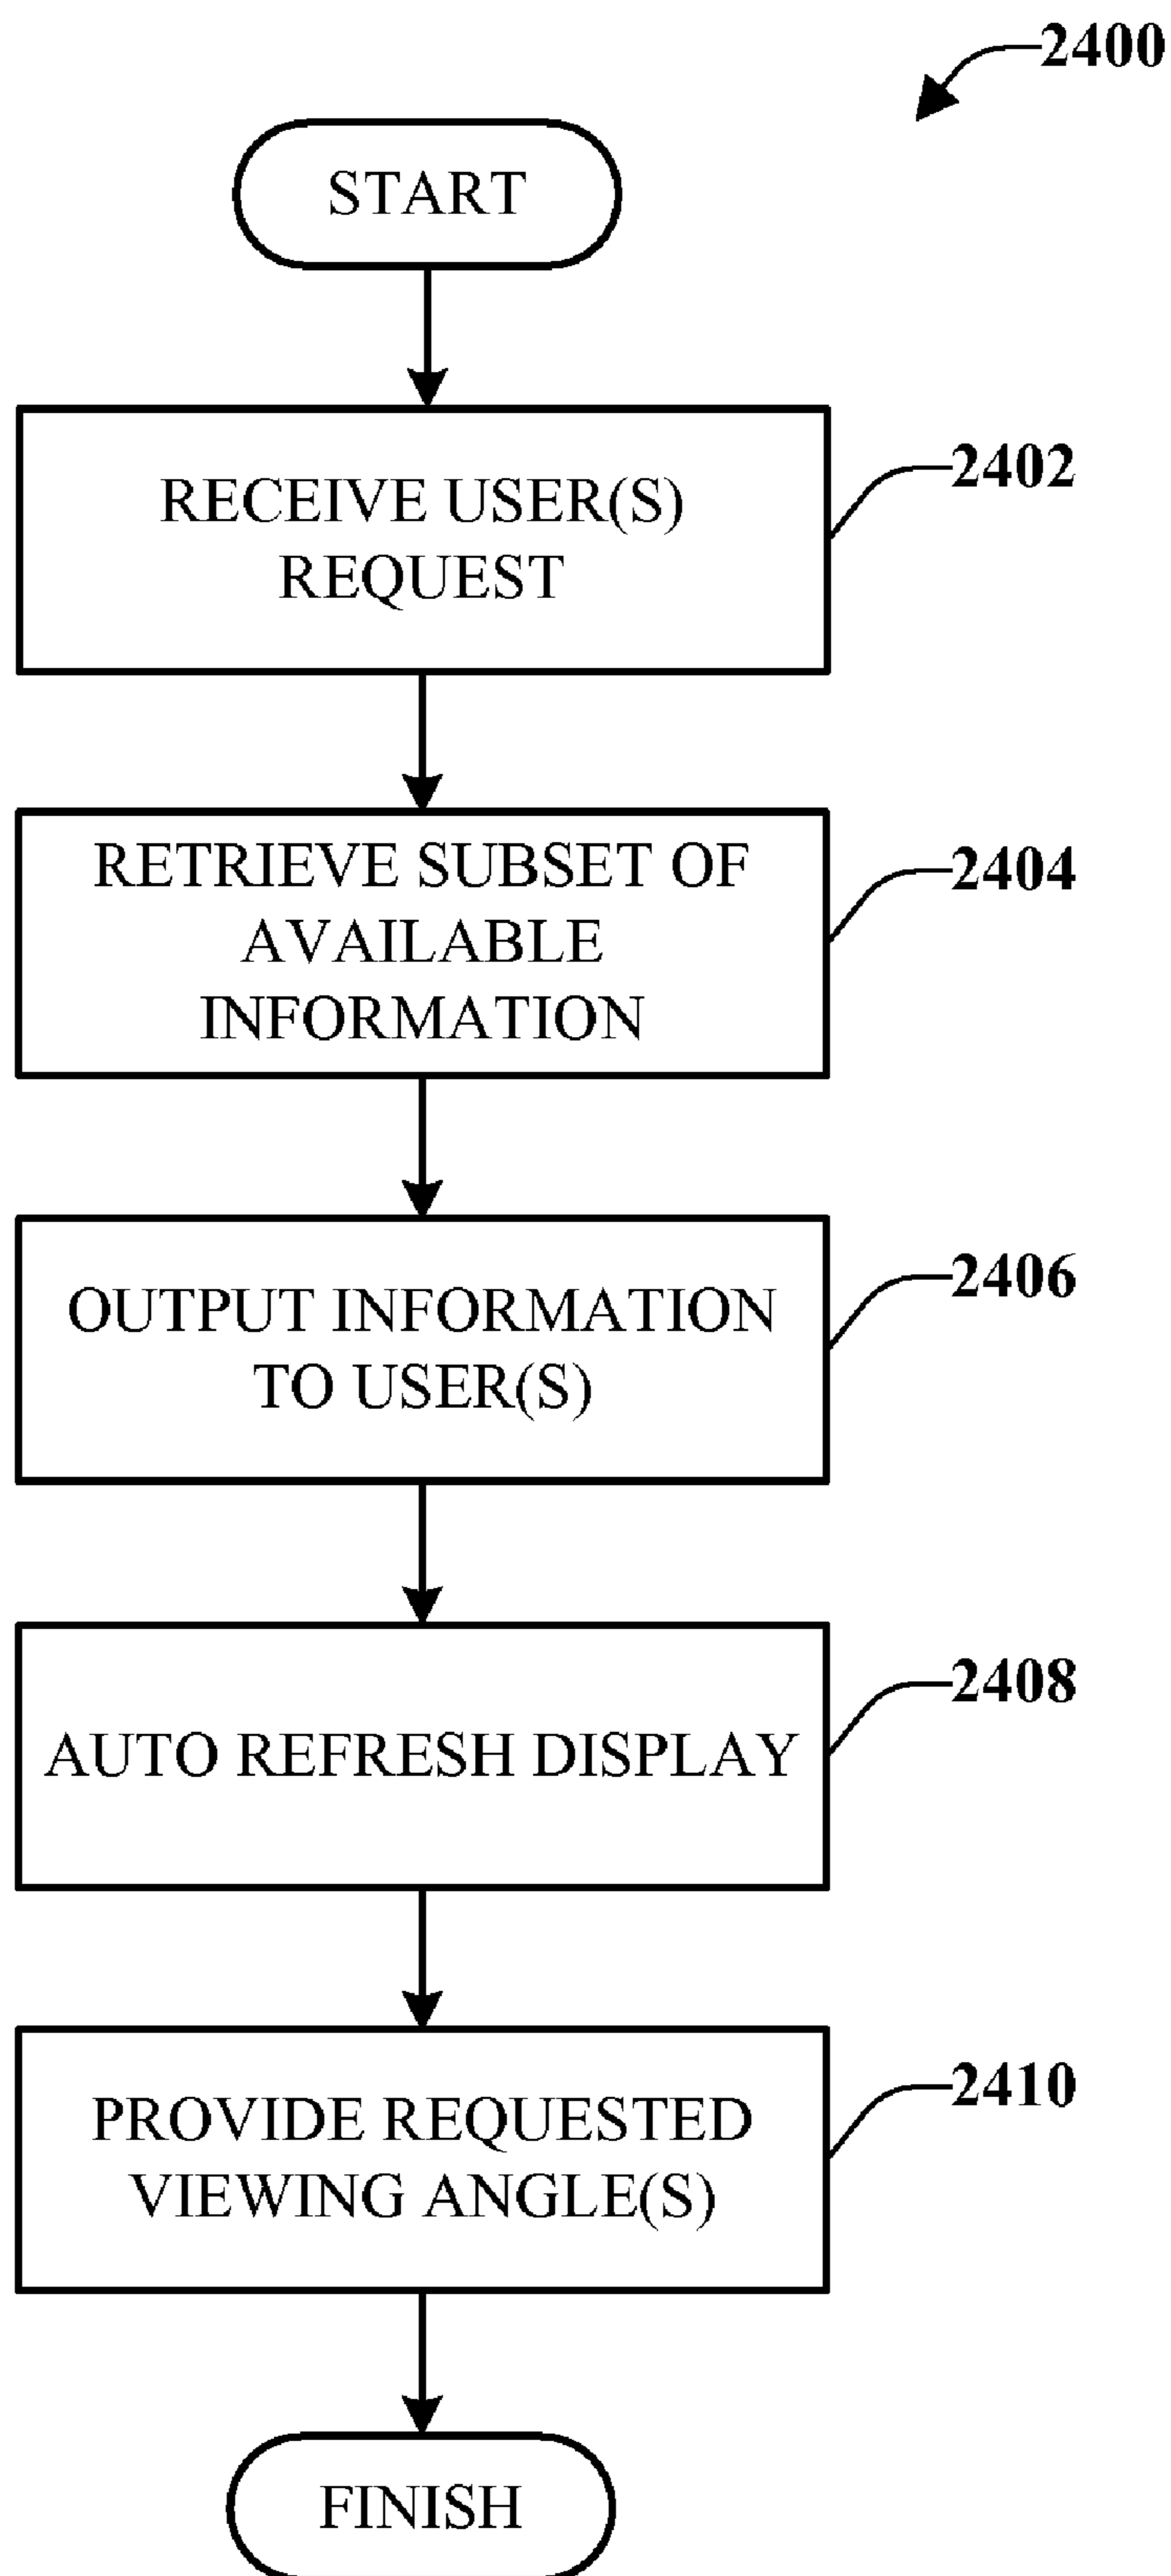 2400
START
RECEIVE USER(S)
REQUEST
2402
RETRIEVE SUBSET OF
AVAILABLE
INFORMATION
2404
OUTPUT INFORMATION
TO USER(S)
2406
AUTO REFRESH DISPLAY
2408
PROVIDE REQUESTED
VIEWING ANGLE(S)
2410
FINISH